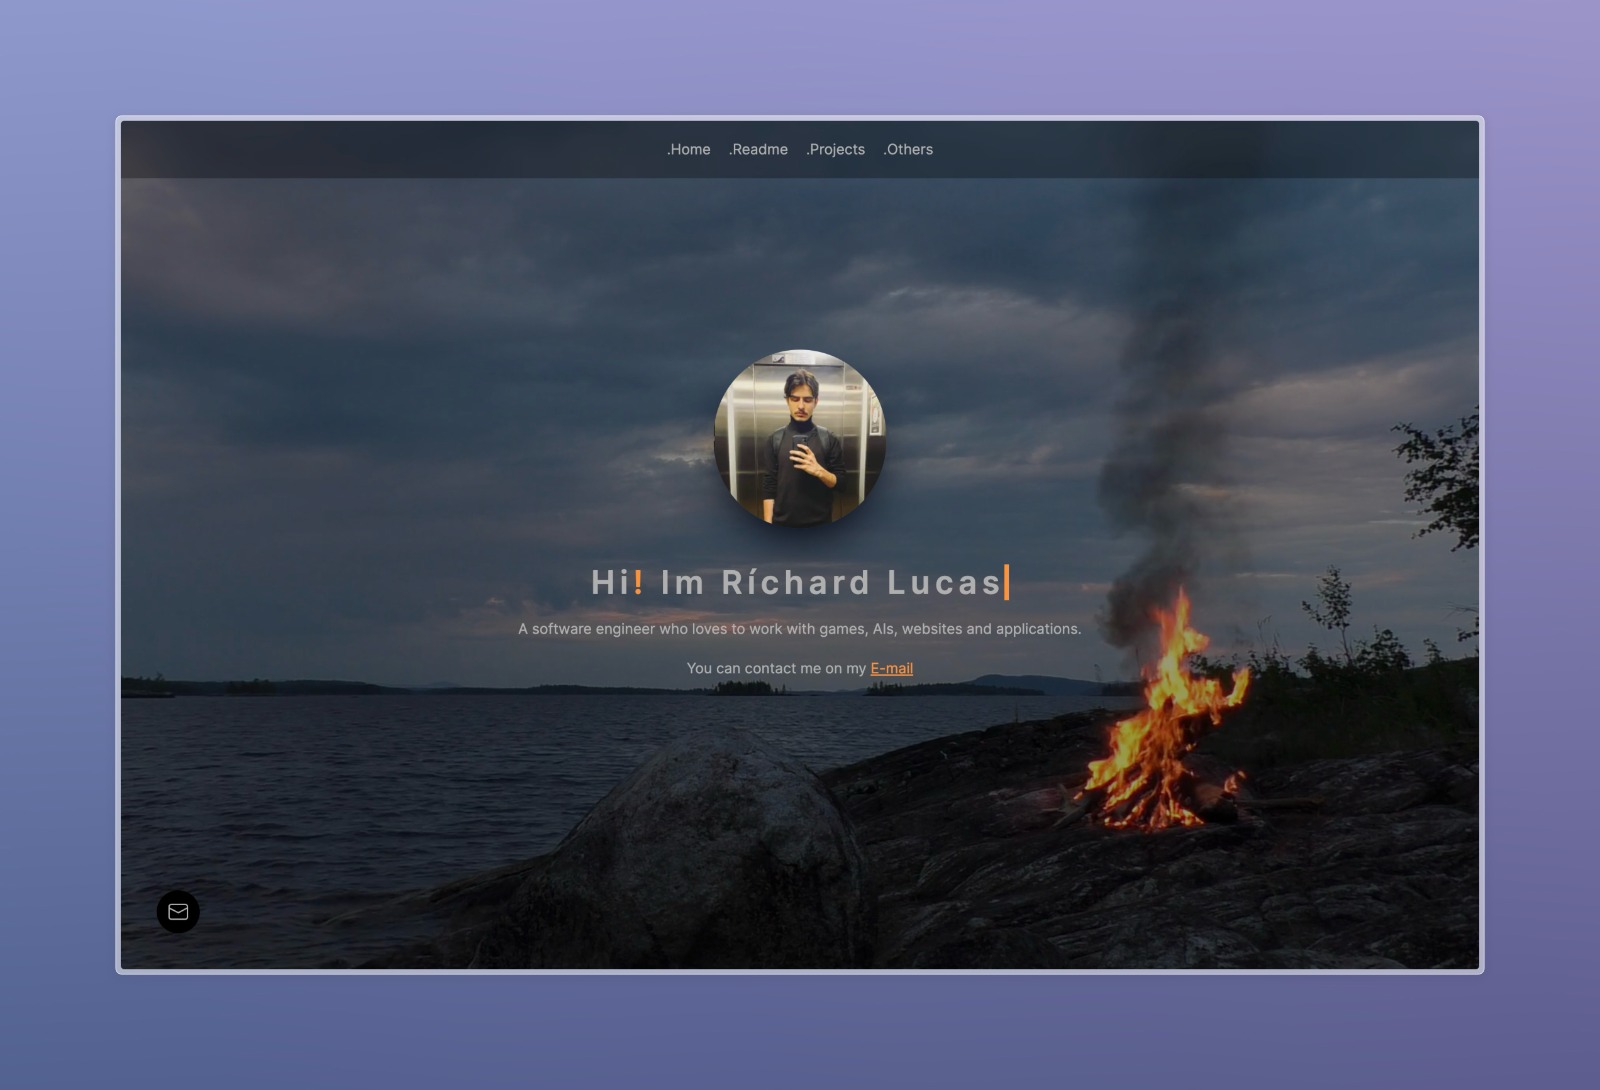 .Home .Readme .Projects .Others
Hi! Im Ríchard Lucas
A software engineer who loves to work with games, AIs, websites and applications.
You can contact me on my E-mail